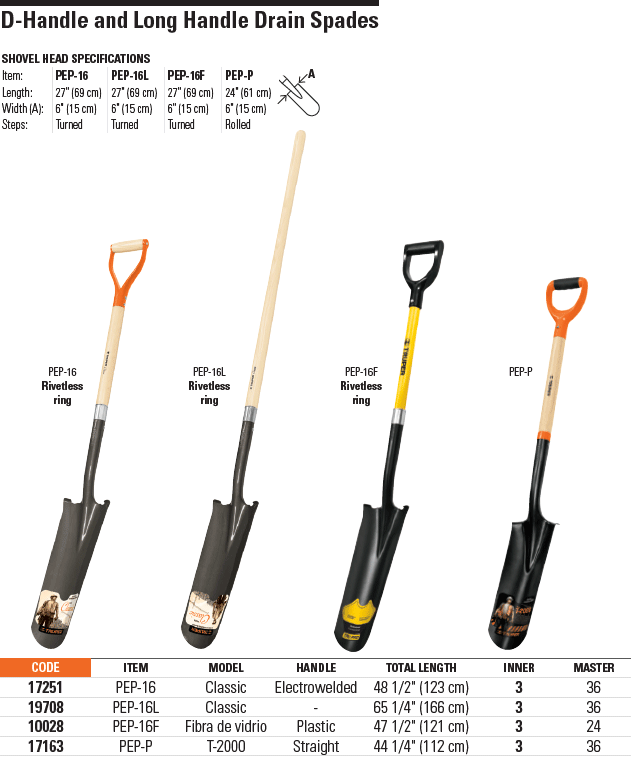 D-Handle and Long Handle Drain Spades
SHOVEL HEAD SPECIFICATIONS
Item: PEP-16 PEP-16L PEP-16F PEP-P
Length: 27" (69 cm) 27" (69 cm) 27" (69 cm) 24" (61 cm)
Width (A): 6" (15 cm) 6" (15 cm) 6" (15 cm) 6" (15 cm)
Steps: Turned Turned Turned Rolled
A
PEP-16
Rivetless
ring
PEP-16L
Rivetless
ring
PEP-16F
Rivetless
ring
PEP-P
TRUPER
CODE ITEM MODEL HANDLE TOTAL LENGTH INNER MASTER
17251 PEP-16 Classic Electrowelded 48 1/2" (123 cm) 3 36
19708 PEP-16L Classic - 65 1/4" (166 cm) 3 36
10028 PEP-16F Fibra de vidrio Plastic 47 1/2" (121 cm) 3 24
17163 PEP-P T-2000 Straight 44 1/4" (112 cm) 3 36